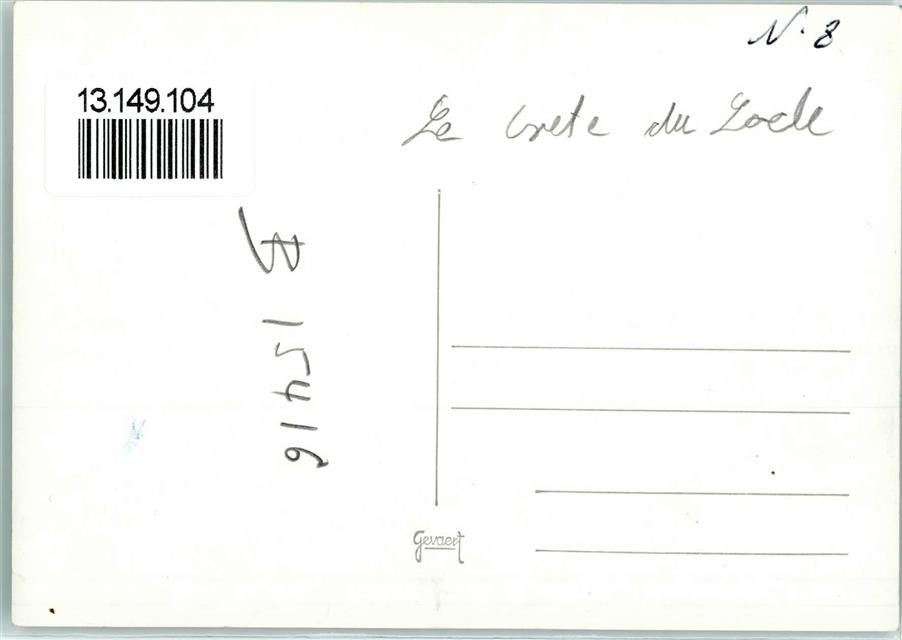 N. 8
13.149.104
Le Crete du Locle
F 15416
Gevaert